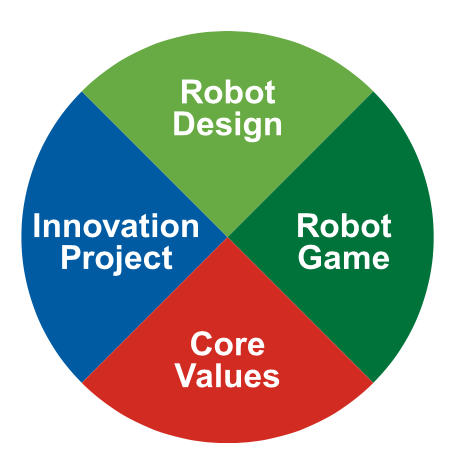 Robot
Design
Innovation
Project
Robot
Game
Core
Values